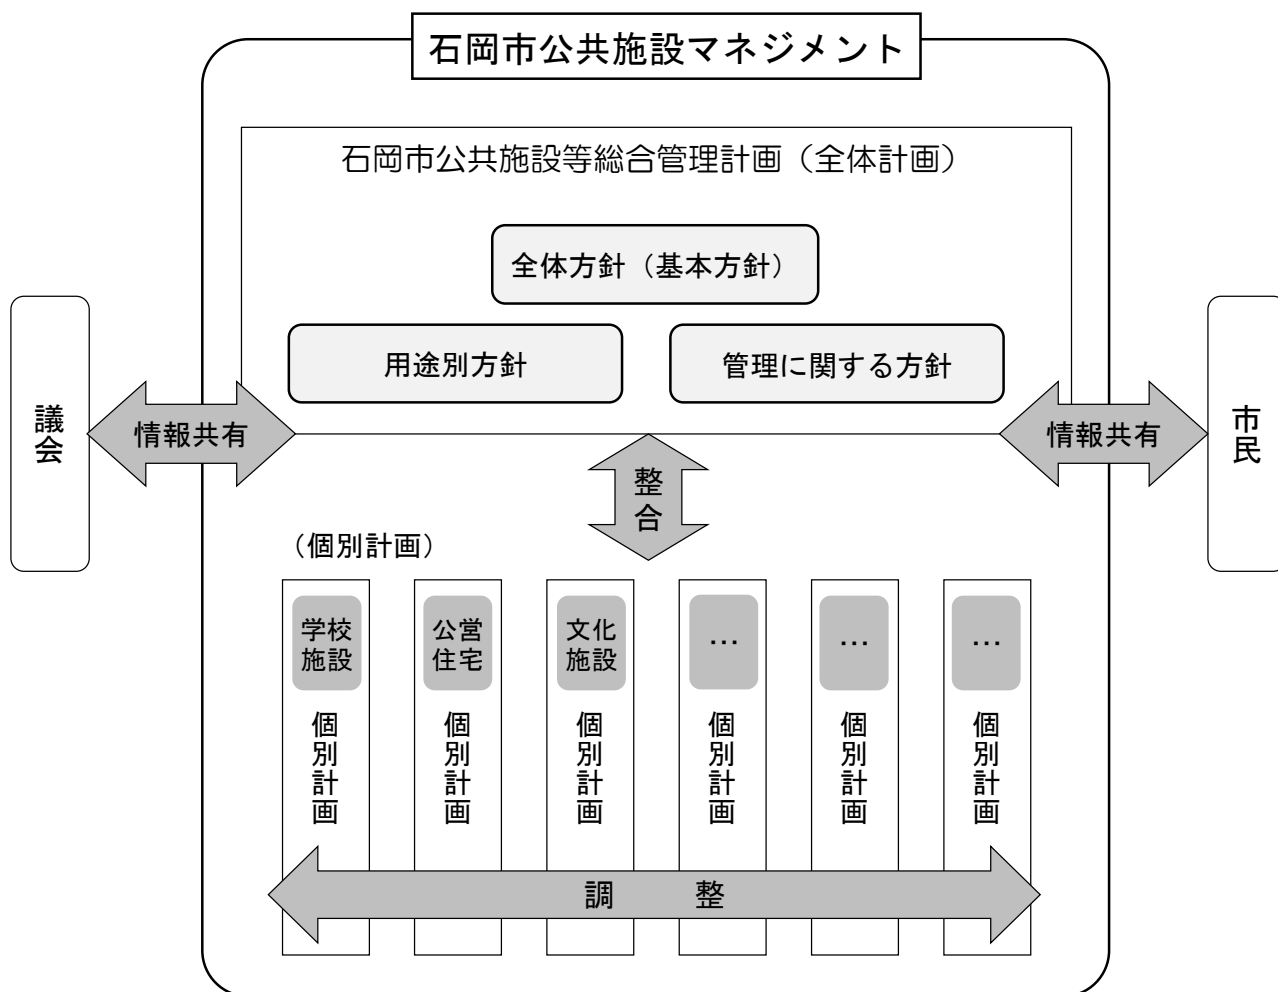 石岡市公共施設マネジメント
石岡市公共施設等総合管理計画（全体計画）
全体方針（基本方針）
用途別方針
管理に関する方針
議会
情報共有
情報共有
市民
整合
（個別計画）
学校
施設
個別計画
公営
住宅
個別計画
文化
施設
個別計画
…
個別計画
…
個別計画
…
個別計画
調　整